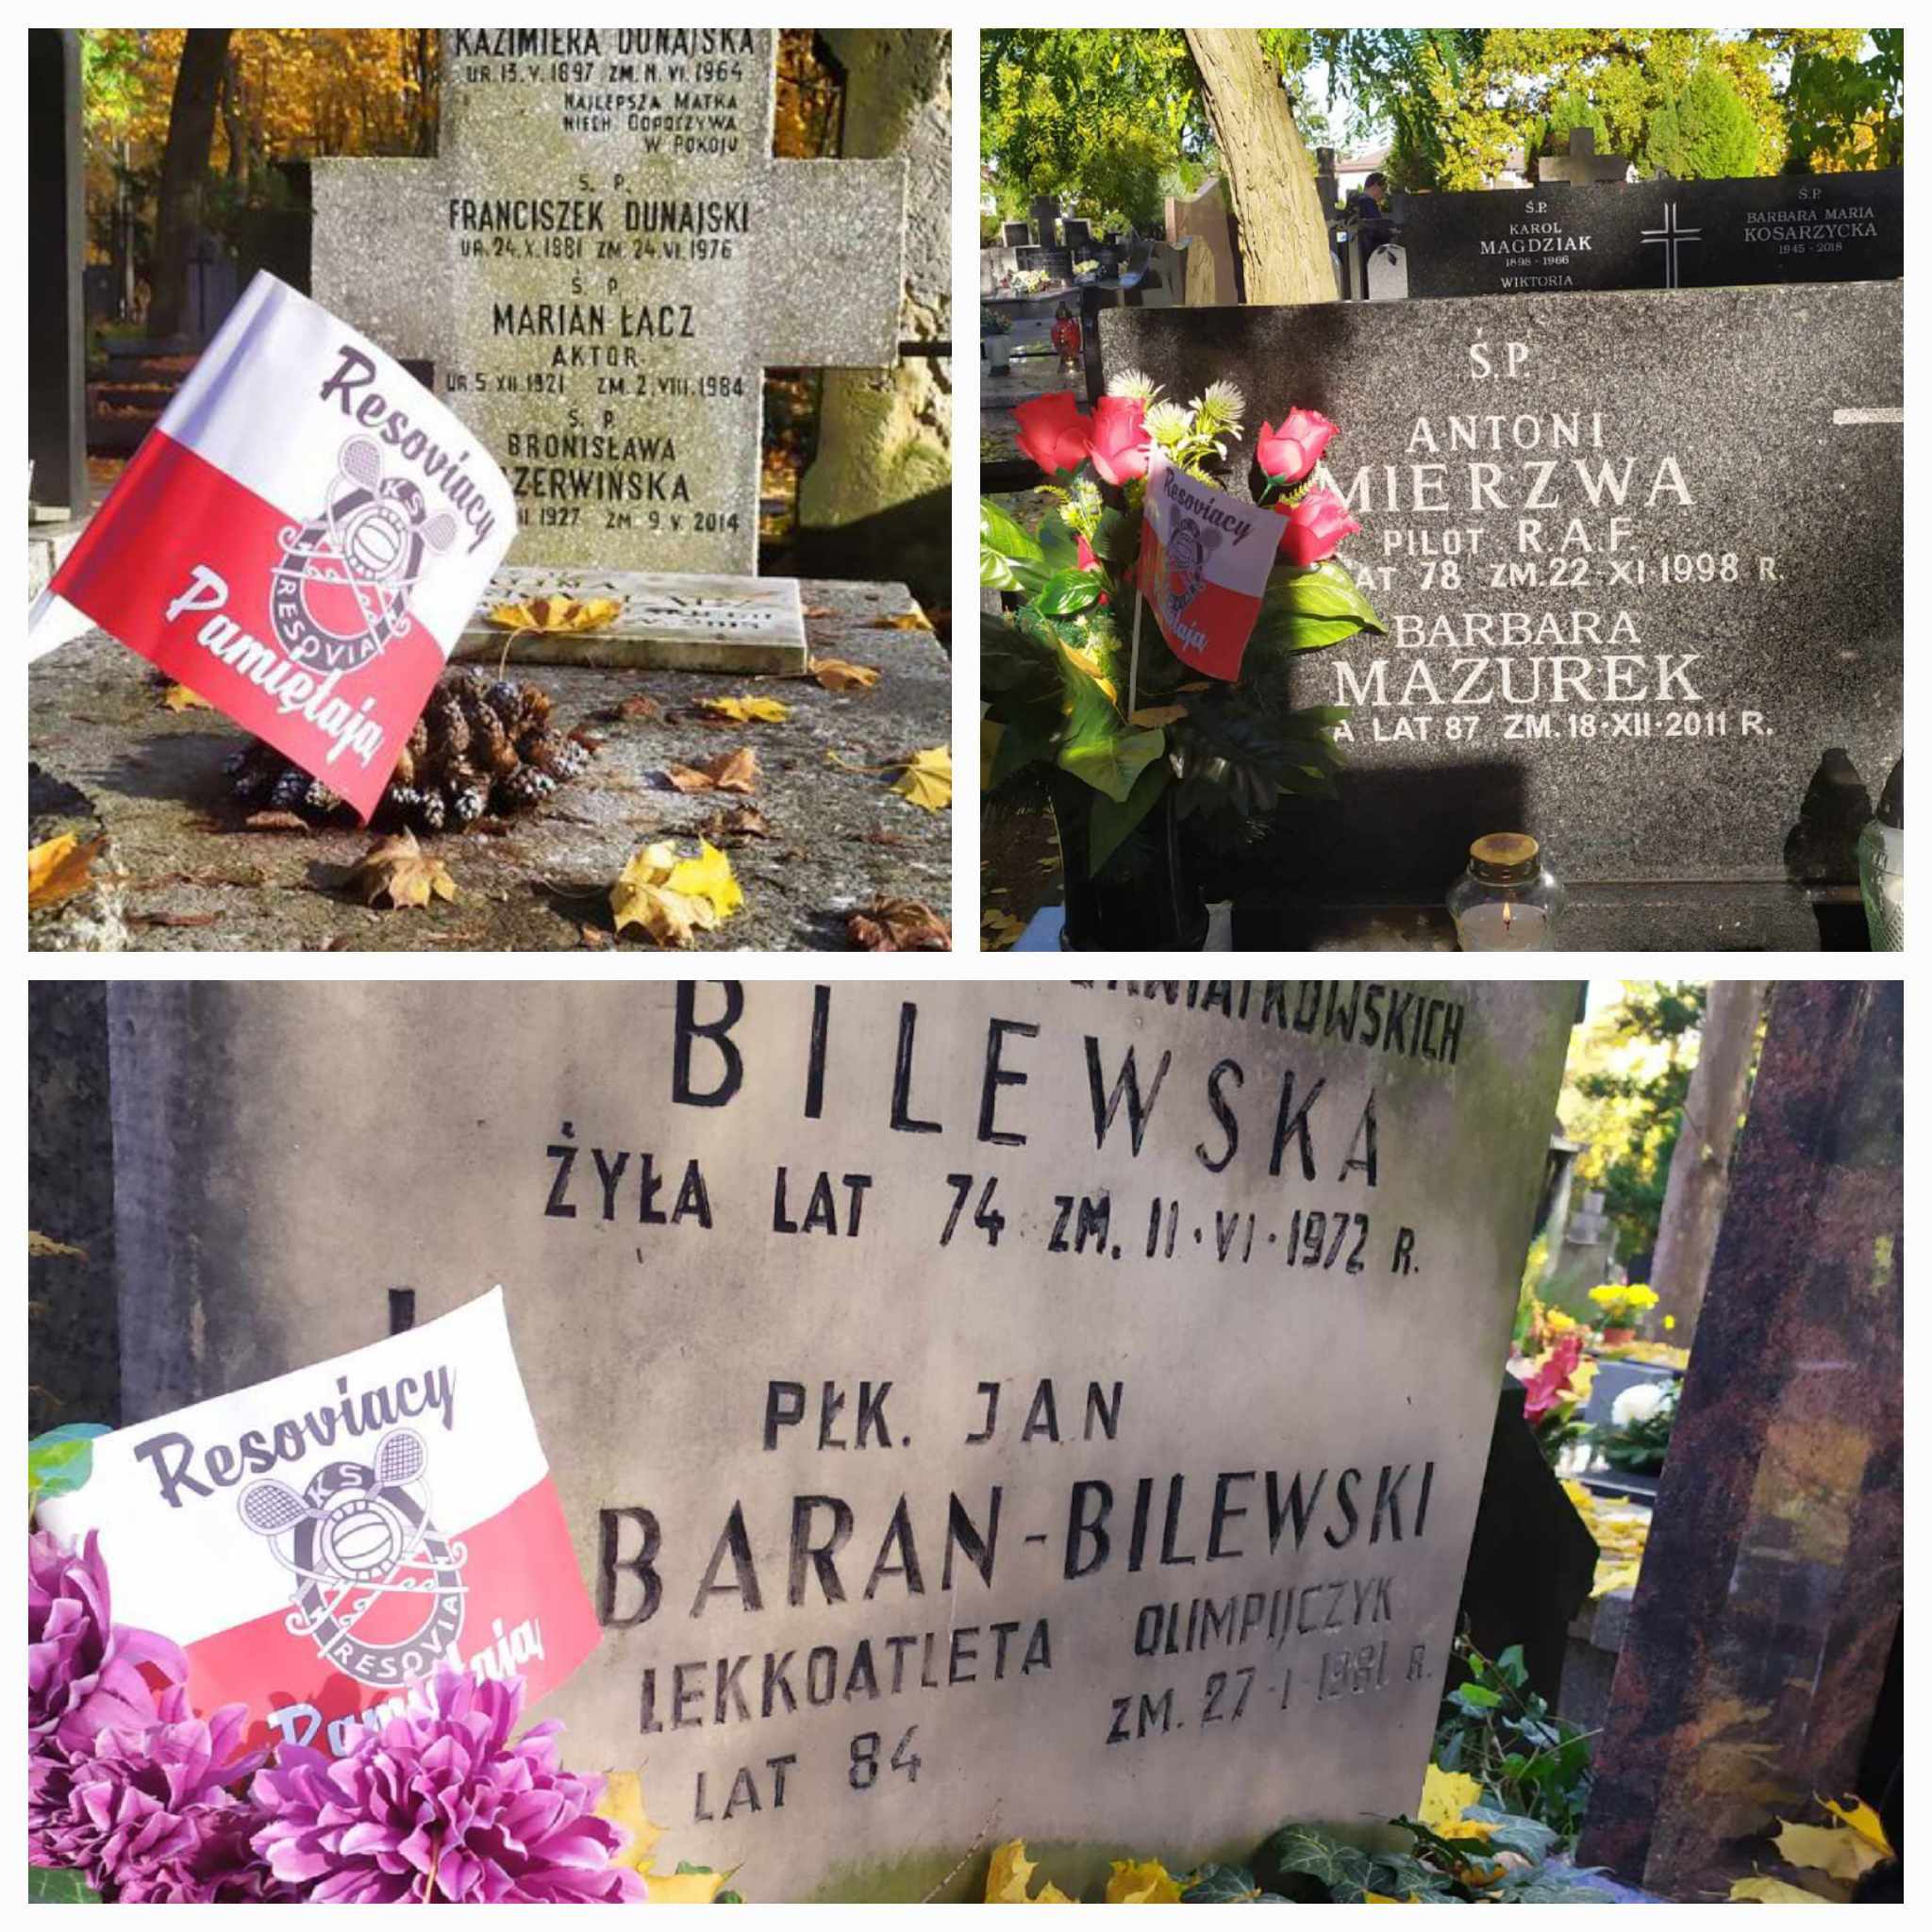 KAZIMIERA DUNAJSKA
UR. 13. V. 1897 ZM. 11. VI. 1964
NAJLEPSZA MATKA
NIECH ODPOCZYWA
W POKOJU
S. P.
FRANCISZEK DUNAJSKI
UR. 24. X. 1881 ZM. 24. VI. 1976
S. P.
MARIAN ŁĄCZ
AKTOR
UR. 5 XII. 1921 ZM. 2. VIII. 1984
S. P.
BRONISŁAWA
ZERWIŃSKA
II. 1927 ZM. 9. V. 2014
Resoviacy
KS
RESOVIA
Pamiętają
Ś.P.
KAROL
MAGDZIAK
1898 - 1966
WIKTORIA
Ś.P.
BARBARA MARIA
KOSARZYCKA
1945 - 2018
Ś.P.
ANTONI
MIERZWA
PILOT R.A.F
AT 78 ZM.22-XI-1998 R.
BARBARA
MAZUREK
A LAT 87 ZM.18·XII·2011 R.
Resoviacy
KOWSKICH
BILEWSKA
ŻYŁA LAT 74 ZM. 11·VI·1972 R.
PŁK. JAN
BARAN-BILEWSKI
LEKKOATLETA OLIMPIJCZYK
LAT 84 ZM. 27-I-1981 R.
Resoviacy
KS
RESOVIA